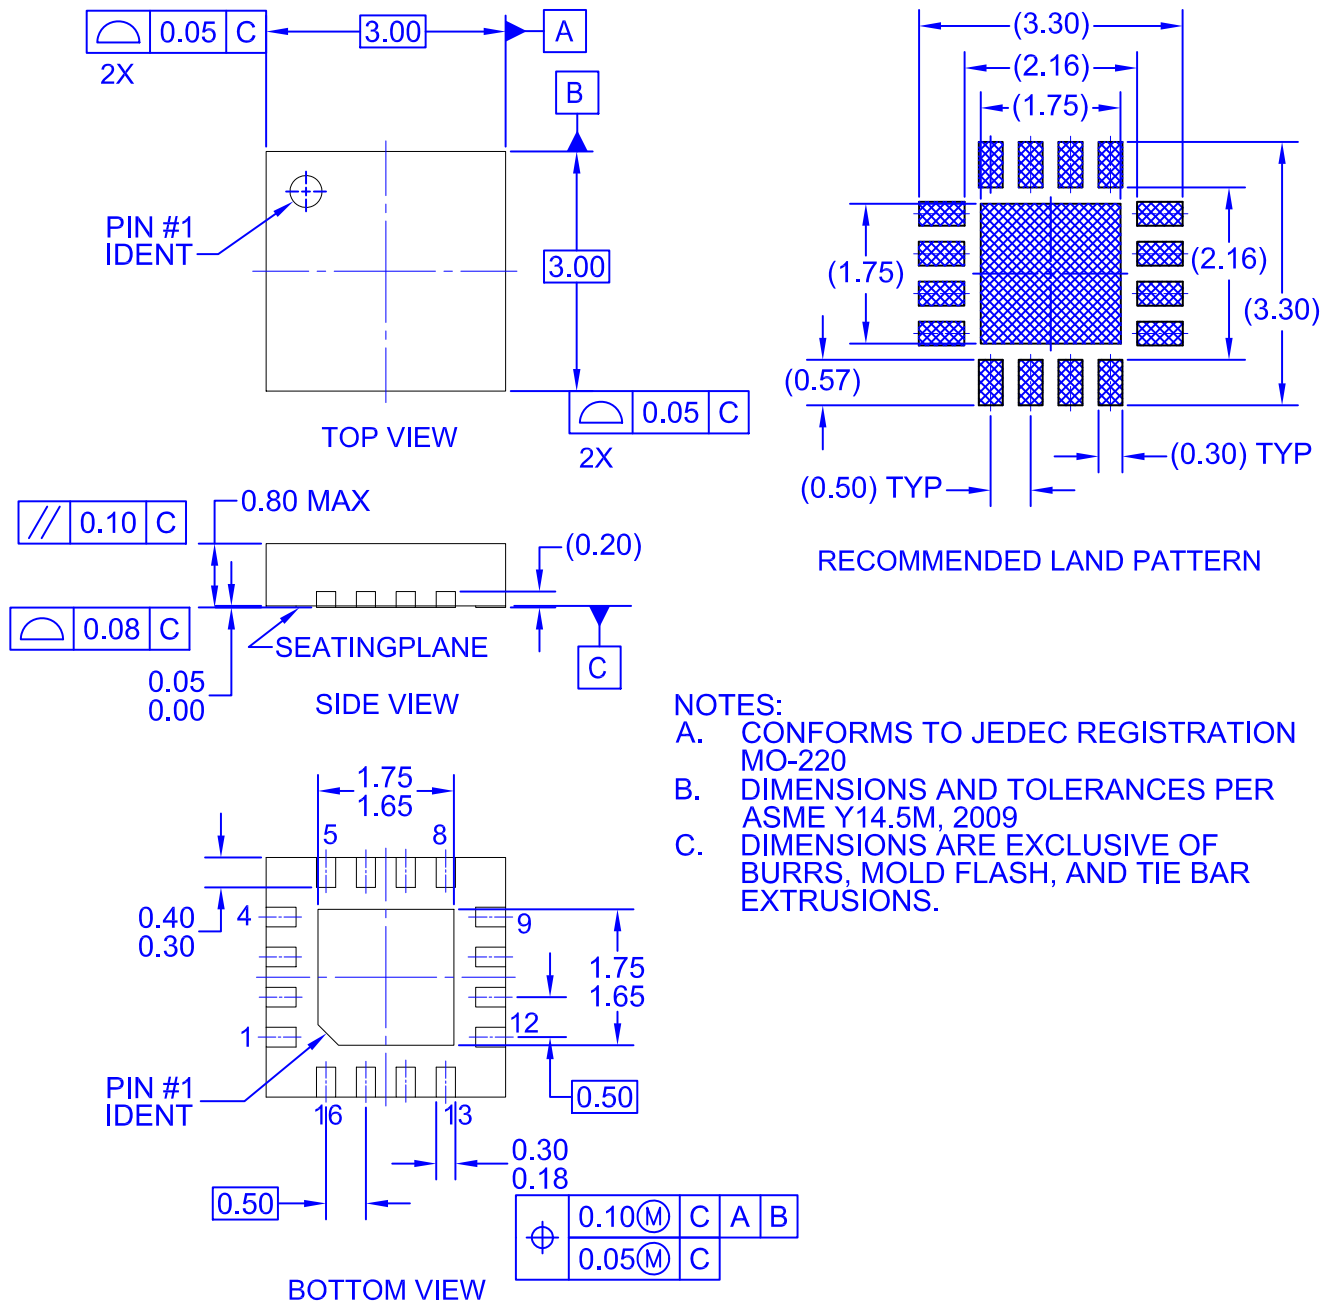 0.05 C
2X
3.00
A
B
PIN #1
IDENT
3.00
0.05 C
2X
TOP VIEW
(3.30)
(2.16)
(1.75)
(1.75)
(2.16)
(3.30)
(0.57)
(0.30) TYP
(0.50) TYP
RECOMMENDED LAND PATTERN
// 0.10 C
0.80 MAX
(0.20)
0.08 C
SEATINGPLANE
C
0.05
0.00
SIDE VIEW
NOTES:
A. CONFORMS TO JEDEC REGISTRATION
MO-220
B. DIMENSIONS AND TOLERANCES PER
ASME Y14.5M, 2009
C. DIMENSIONS ARE EXCLUSIVE OF
BURRS, MOLD FLASH, AND TIE BAR
EXTRUSIONS.
1.75
1.65
5 8
0.40
0.30
4 9
1.75
1.65
1 12
PIN #1
IDENT
0.50
16 13
0.30
0.18
0.50
0.10Ⓜ C A B
0.05Ⓜ C
BOTTOM VIEW